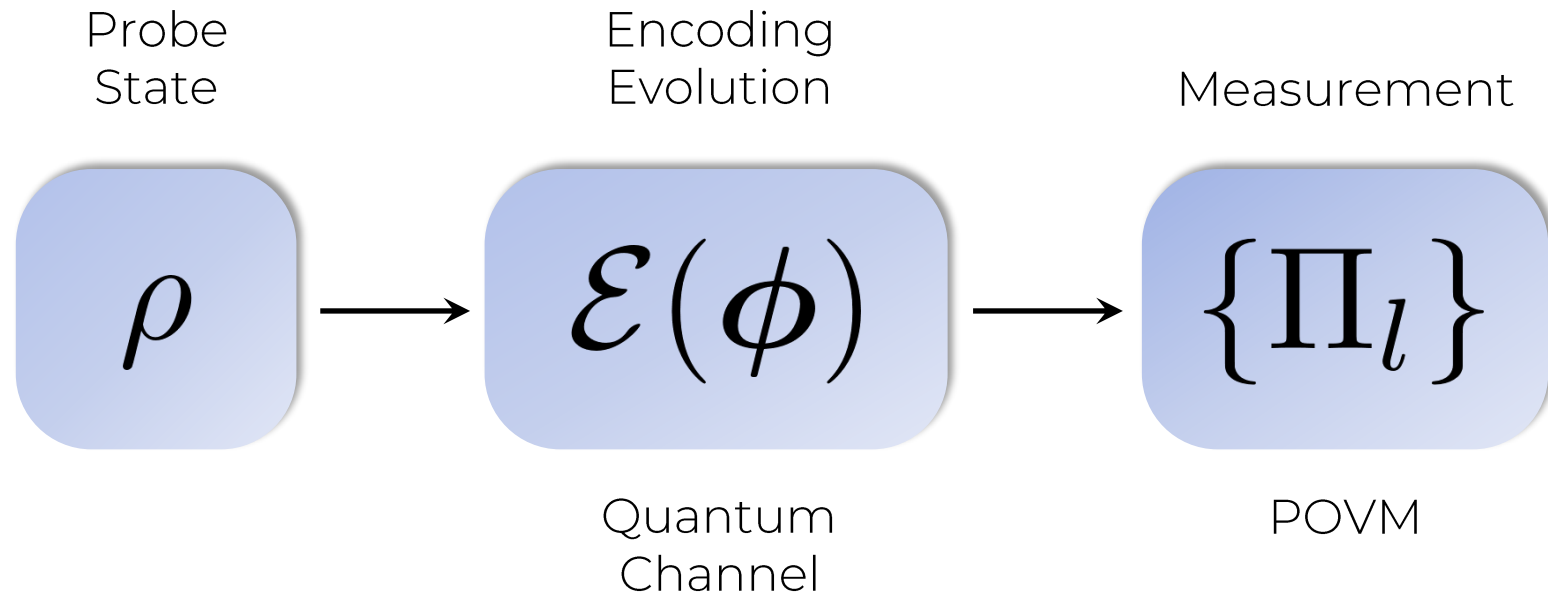 Probe
State
Encoding
Evolution
Measurement
ρ
ℰ(ϕ)
{Π_l}
Quantum
Channel
POVM